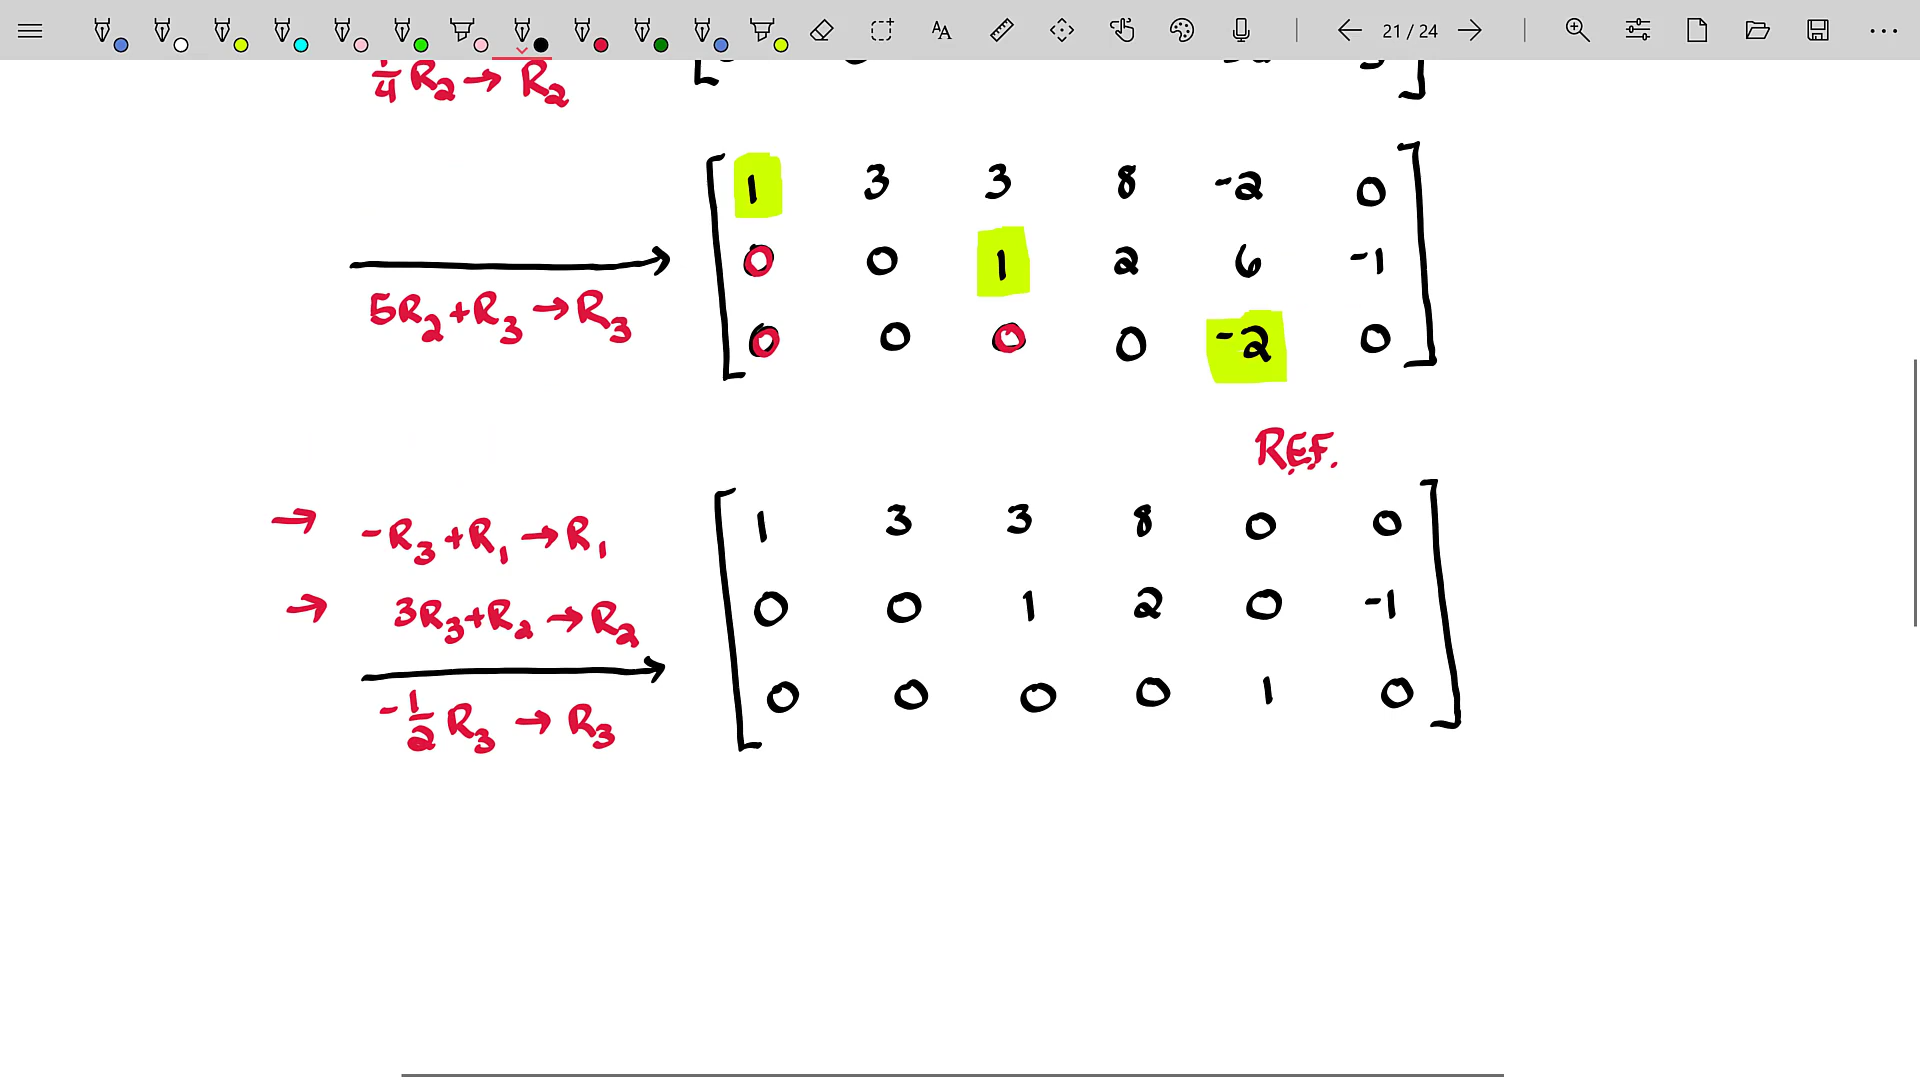 21 / 24
1/4 R₂ → R₂
1 3 3 8 -2 0
0 0 1 2 6 -1
5R₂+R₃ → R₃
0 0 0 0 -2 0
R.E.F.
→ -R₃+R₁ → R₁
1 3 3 8 0 0
→ 3R₃+R₂ → R₂
0 0 1 2 0 -1
-1/2 R₃ → R₃
0 0 0 0 1 0